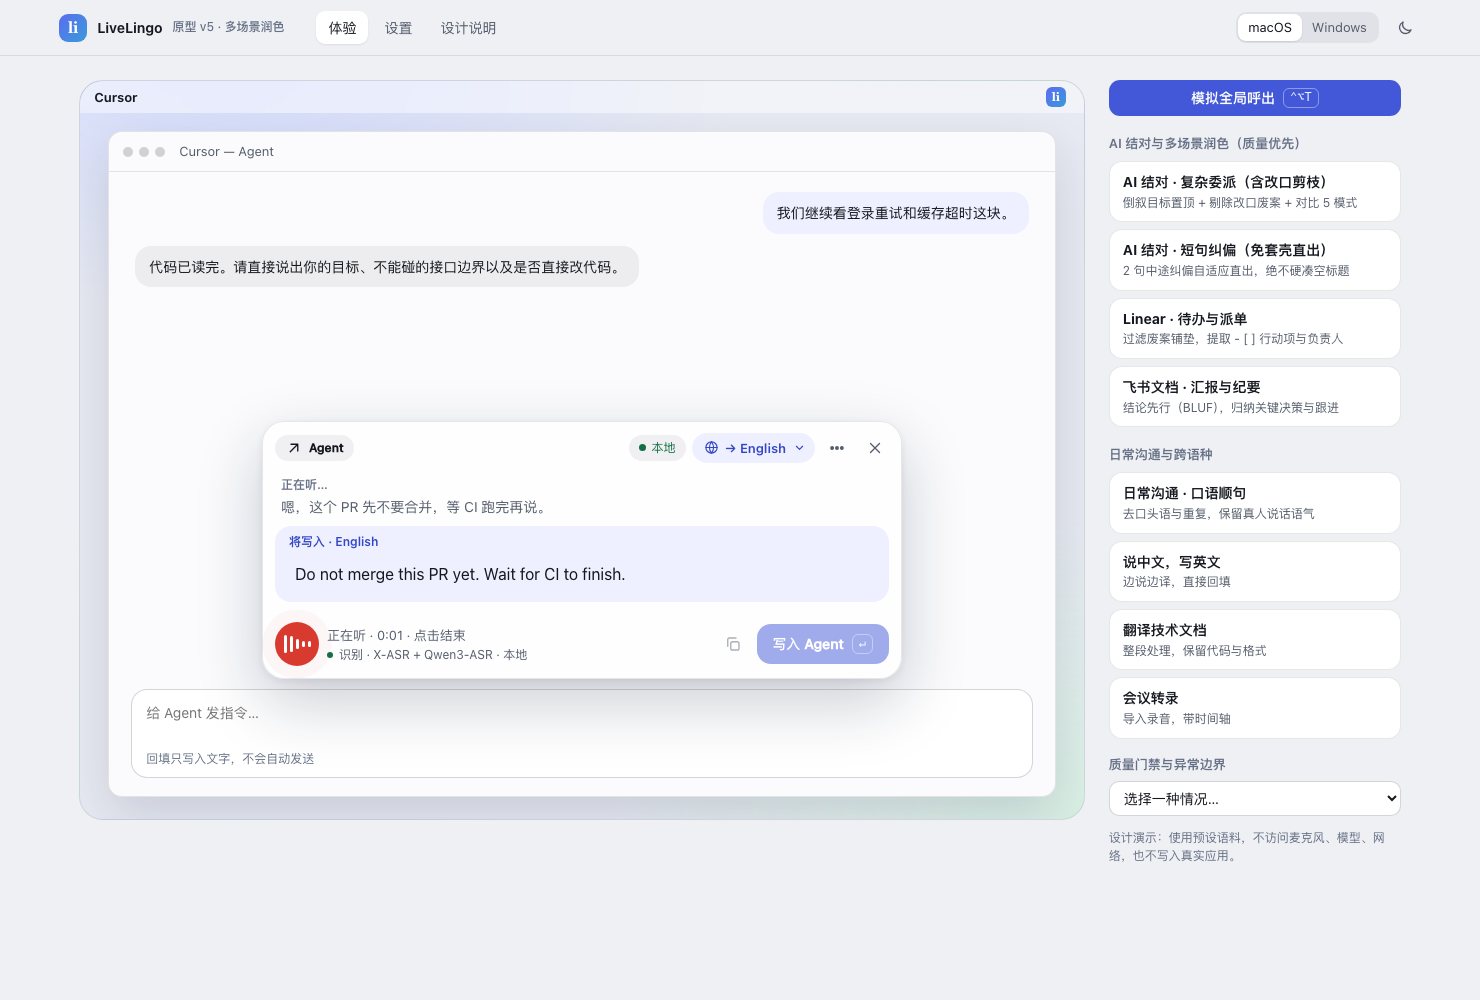 li LiveLingo 原型 v5 · 多场景润色 体验 设置 设计说明 macOS Windows
Cursor li
Cursor — Agent
我们继续看登录重试和缓存超时这块。
代码已读完。请直接说出你的目标、不能碰的接口边界以及是否直接改代码。
Agent 本地 → English •••
正在听…
嗯，这个 PR 先不要合并，等 CI 跑完再说。
将写入 · English
Do not merge this PR yet. Wait for CI to finish.
正在听 · 0:01 · 点击结束
识别 · X-ASR + Qwen3-ASR · 本地
写入 Agent ↵
给 Agent 发指令…
回填只写入文字，不会自动发送
模拟全局呼出 ^⌥T
AI 结对与多场景润色（质量优先）
AI 结对 · 复杂委派（含改口剪枝）
倒叙目标置顶 + 剔除改口废案 + 对比 5 模式
AI 结对 · 短句纠偏（免套壳直出）
2 句中途纠偏自适应直出，绝不硬凑空标题
Linear · 待办与派单
过滤废案铺垫，提取 - [ ] 行动项与负责人
飞书文档 · 汇报与纪要
结论先行（BLUF），归纳关键决策与跟进
日常沟通与跨语种
日常沟通 · 口语顺句
去口头语与重复，保留真人说话语气
说中文，写英文
边说边译，直接回填
翻译技术文档
整段处理，保留代码与格式
会议转录
导入录音，带时间轴
质量门禁与异常边界
选择一种情况…
设计演示：使用预设语料，不访问麦克风、模型、网
络，也不写入真实应用。